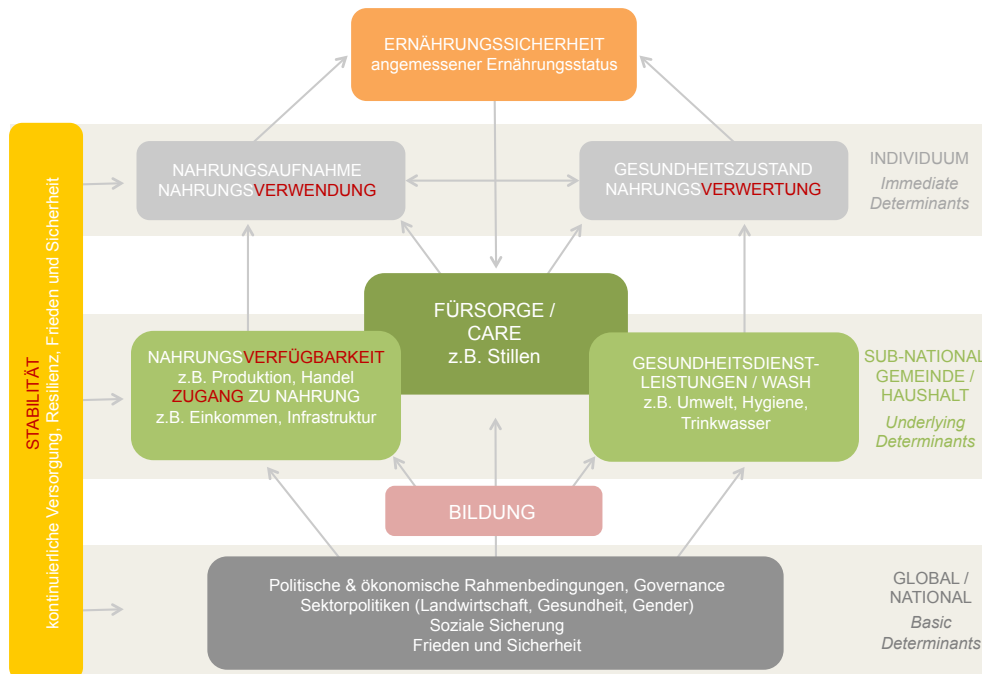 ERNÄHRUNGSSICHERHEIT
angemessener Ernährungsstatus
STABILITÄT
kontinuierliche Versorgung, Resilienz, Frieden und Sicherheit
NAHRUNGSAUFNAHME
NAHRUNGSVERWENDUNG
GESUNDHEITSZUSTAND
NAHRUNGSVERWERTUNG
INDIVIDUUM
Immediate
Determinants
FÜRSORGE /
CARE
z.B. Stillen
NAHRUNGSVERFÜGBARKEIT
z.B. Produktion, Handel
ZUGANG ZU NAHRUNG
z.B. Einkommen, Infrastruktur
GESUNDHEITSDIENST-
LEISTUNGEN / WASH
z.B. Umwelt, Hygiene,
Trinkwasser
SUB-NATIONAL
GEMEINDE /
HAUSHALT
Underlying
Determinants
BILDUNG
Politische & ökonomische Rahmenbedingungen, Governance
Sektorpolitiken (Landwirtschaft, Gesundheit, Gender)
Soziale Sicherung
Frieden und Sicherheit
GLOBAL /
NATIONAL
Basic
Determinants